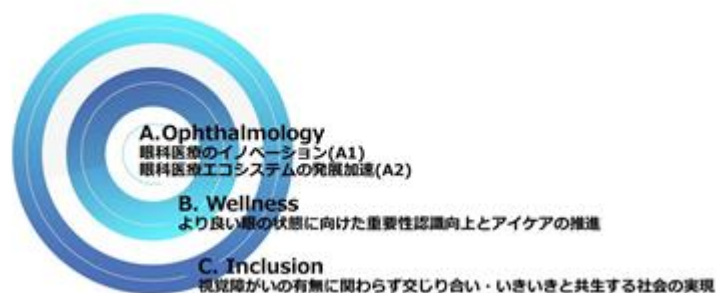 A.Ophthalmology
眼科医療のイノベーション(A1)
眼科医療エコシステムの発展加速(A2)
B. Wellness
より良い眼の状態に向けた重要性認識向上とアイケアの推進
C. Inclusion
視覚障がいの有無に関わらず交じり合い・いきいきと共生する社会の実現